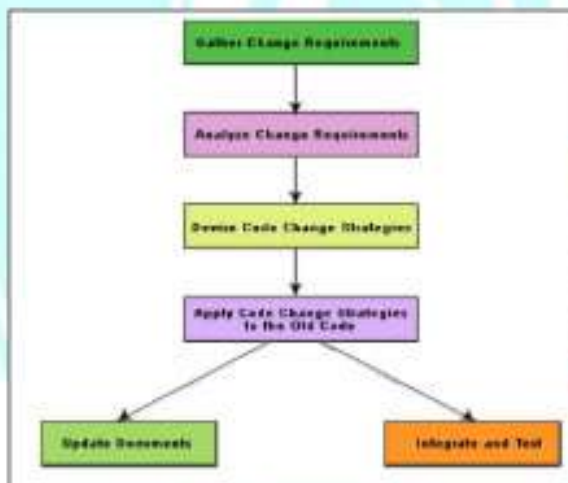 Gather Change Requirements
Analyze Change Requirements
Devise Code Change Strategies
Apply Code Change Strategies
to the Old Code
Update Documents
Integrate and Test